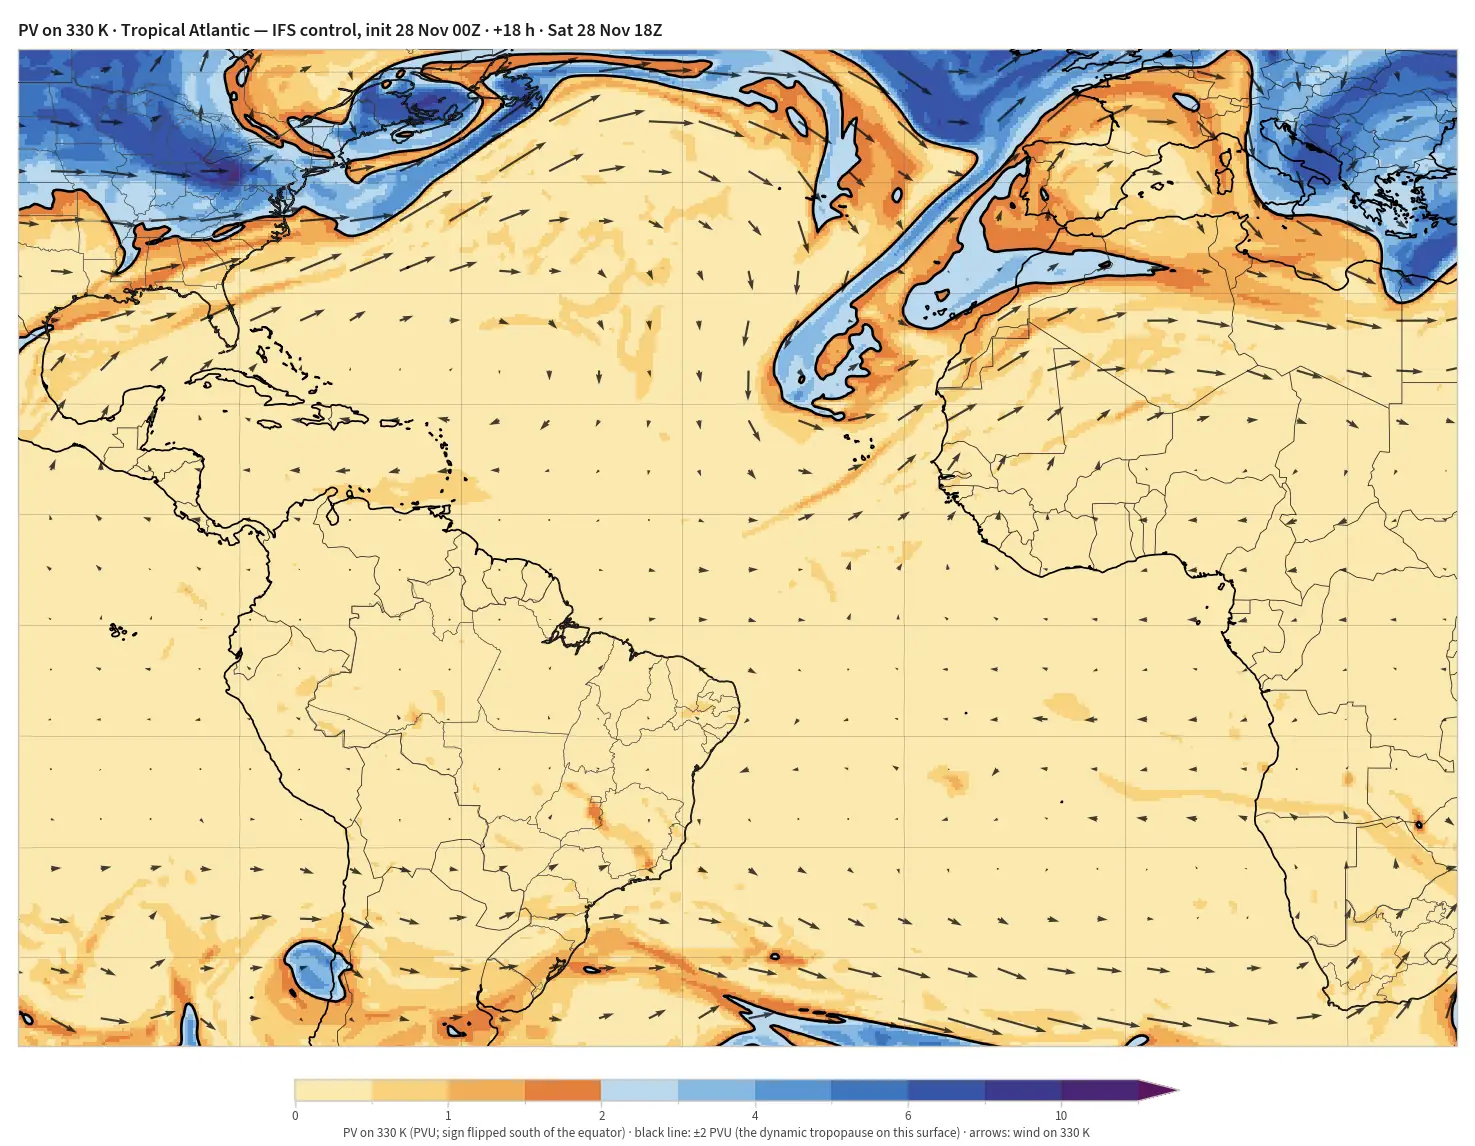 PV on 330 K · Tropical Atlantic — IFS control, init 28 Nov 00Z · +18 h · Sat 28 Nov 18Z
0 1 2 4 6 10
PV on 330 K (PVU; sign flipped south of the equator) · black line: ±2 PVU (the dynamic tropopause on this surface) · arrows: wind on 330 K